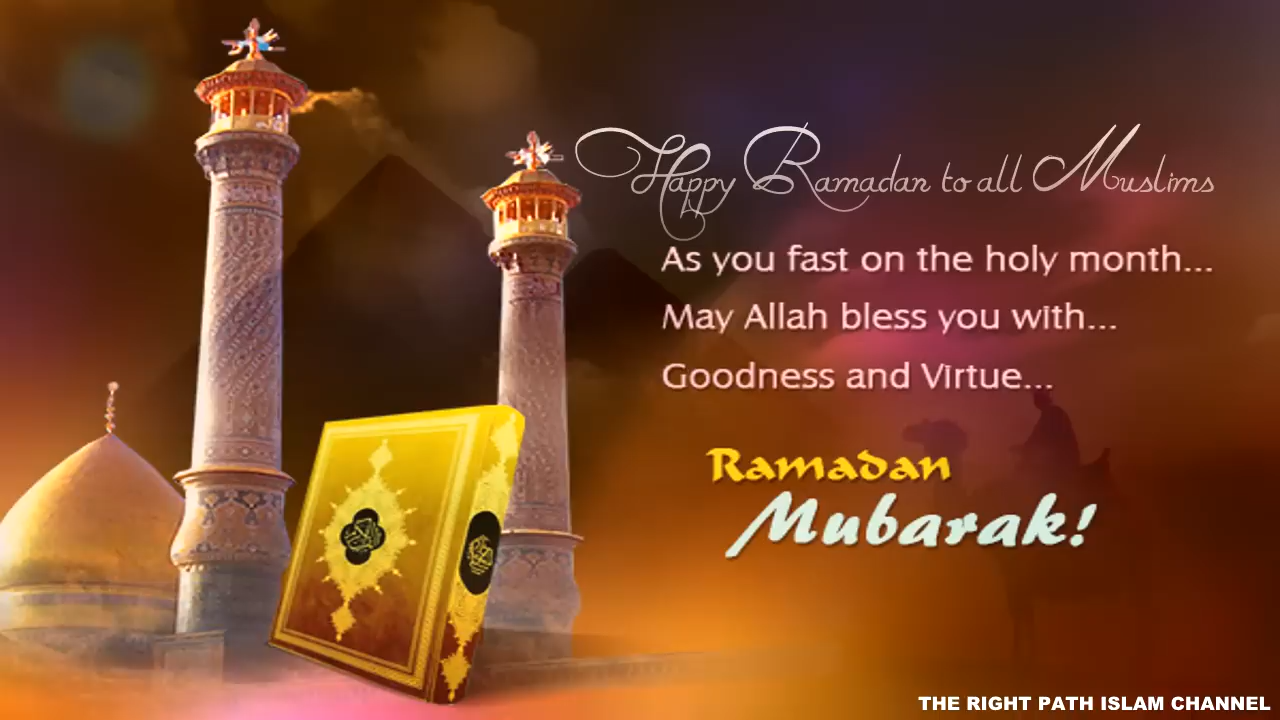 Happy Ramadan to all Muslims
As you fast on the holy month...
May Allah bless you with...
Goodness and Virtue...
Ramadan
Mubarak!
THE RIGHT PATH ISLAM CHANNEL